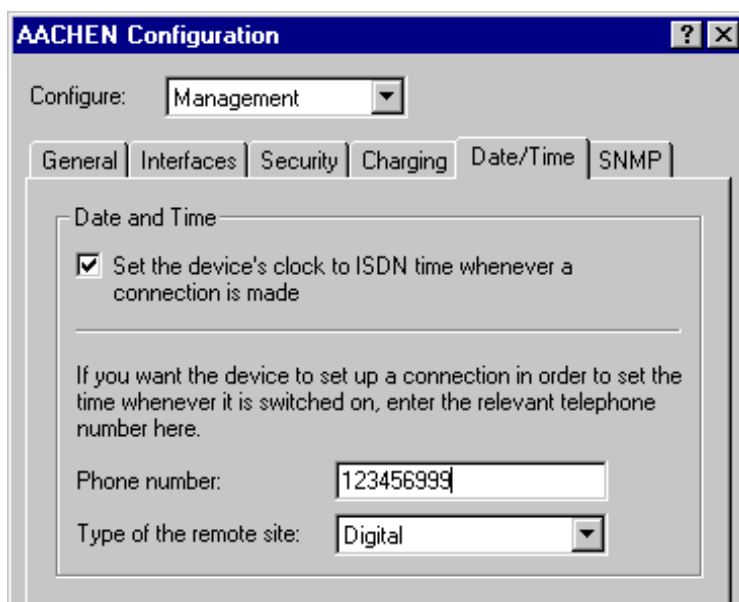 AACHEN Configuration
Configure: Management
General Interfaces Security Charging Date/Time SNMP
Date and Time
Set the device's clock to ISDN time whenever a
connection is made
If you want the device to set up a connection in order to set the
time whenever it is switched on, enter the relevant telephone
number here.
Phone number: 123456999
Type of the remote site: Digital